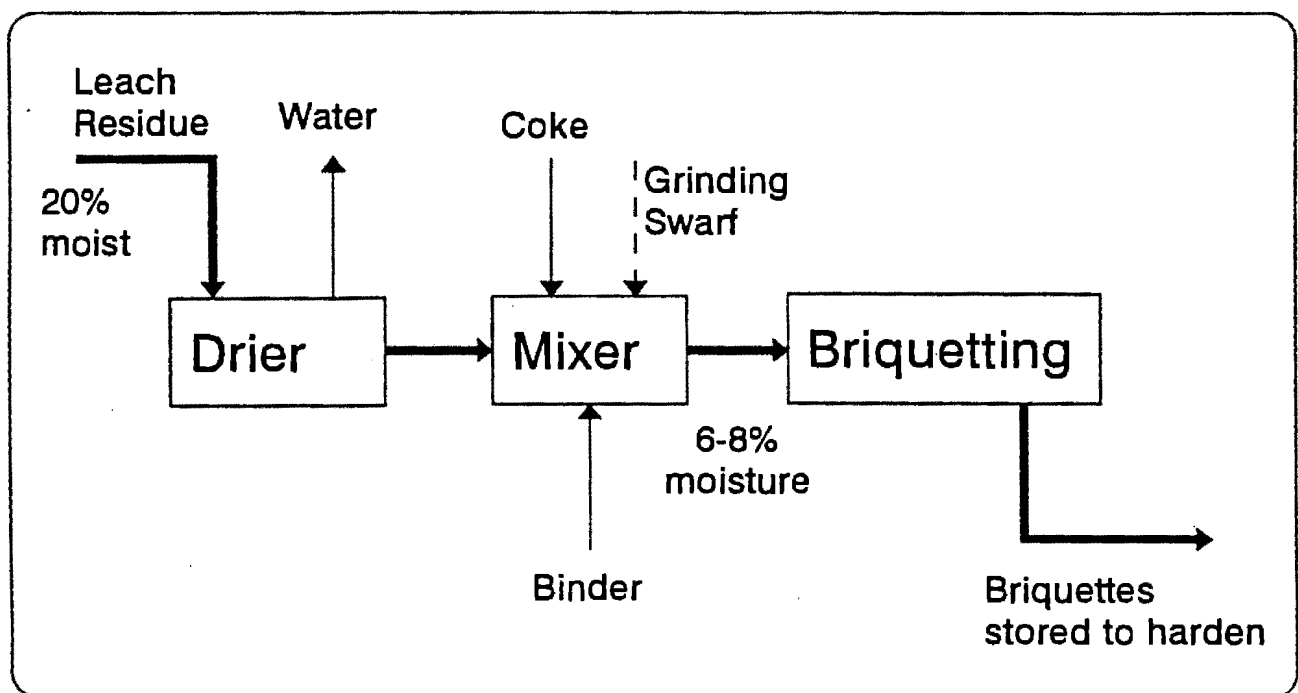 Leach
Residue
Water
Coke
Grinding
Swarf
20%
moist
Drier
Mixer
Briquetting
6-8%
moisture
Binder
Briquettes
stored to harden